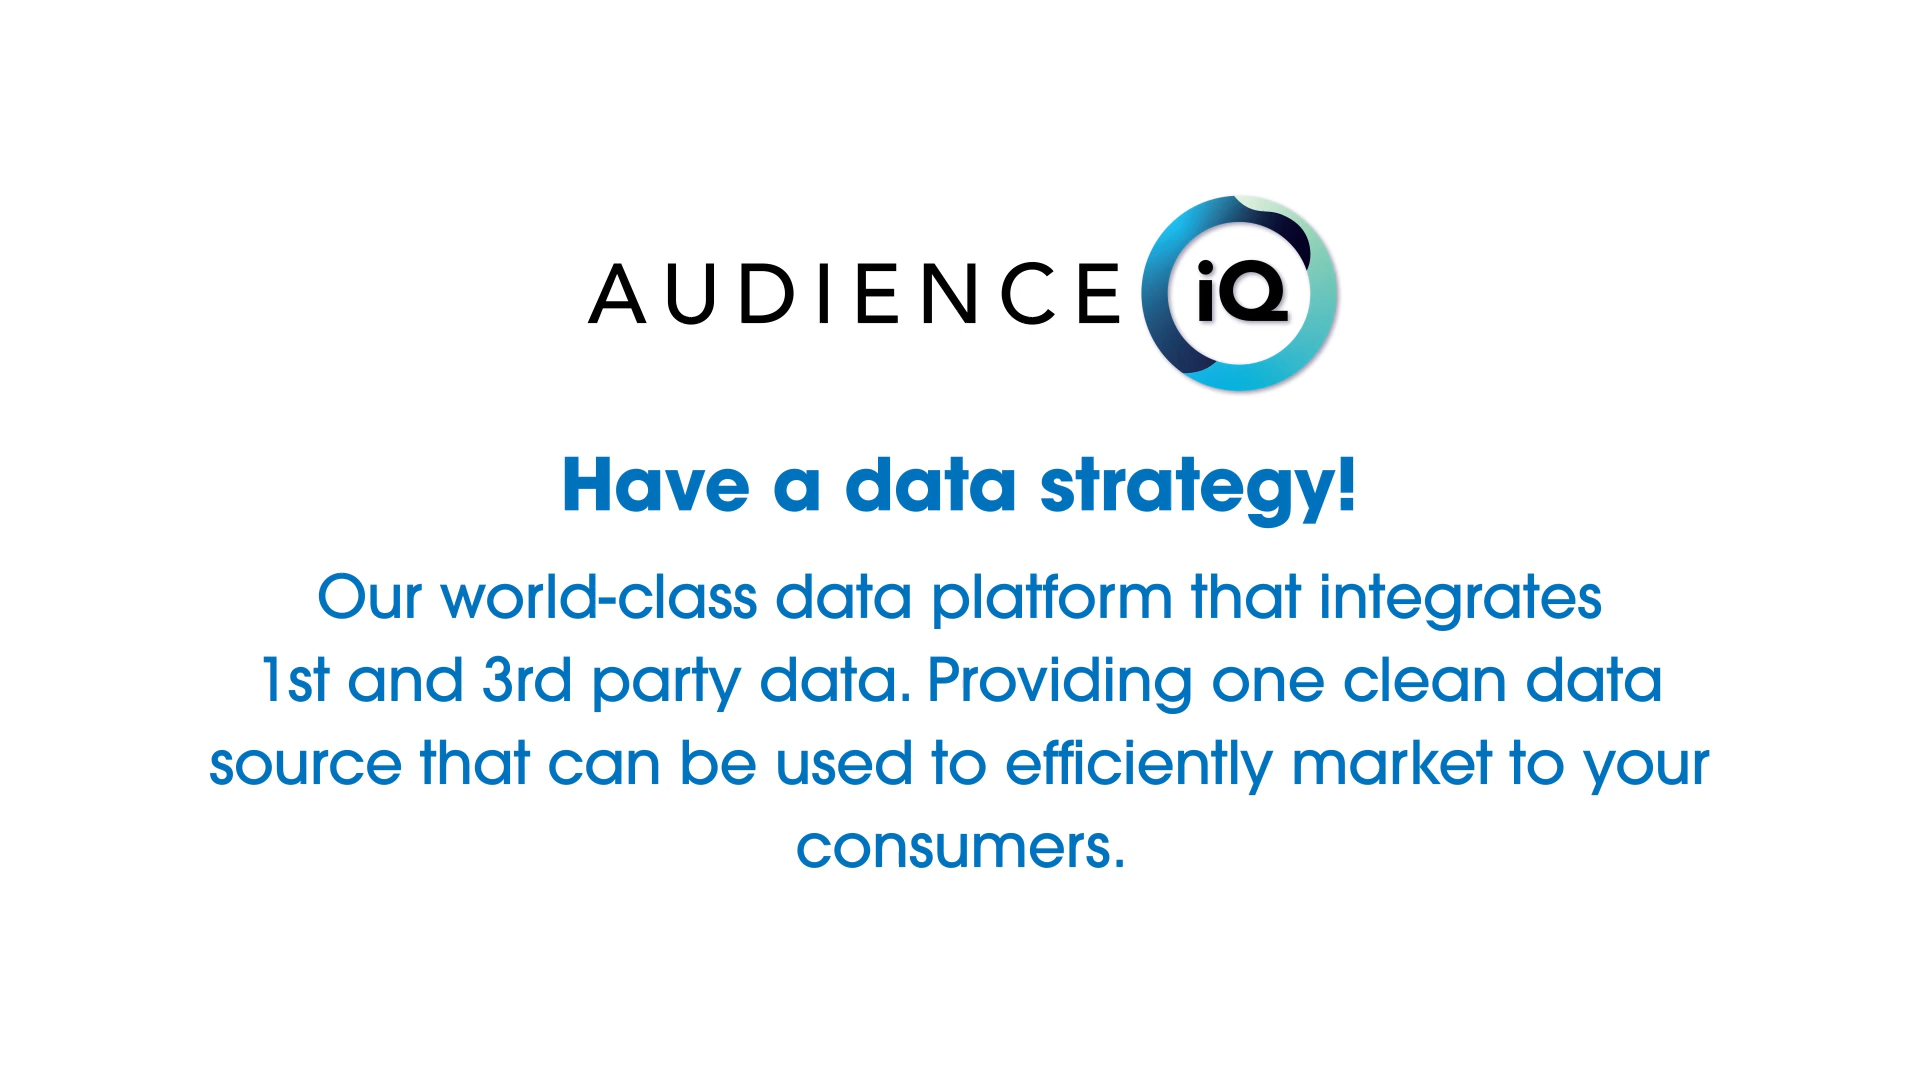 AUDIENCE iQ
Have a data strategy!
Our world-class data platform that integrates
1st and 3rd party data. Providing one clean data
source that can be used to efficiently market to your
consumers.